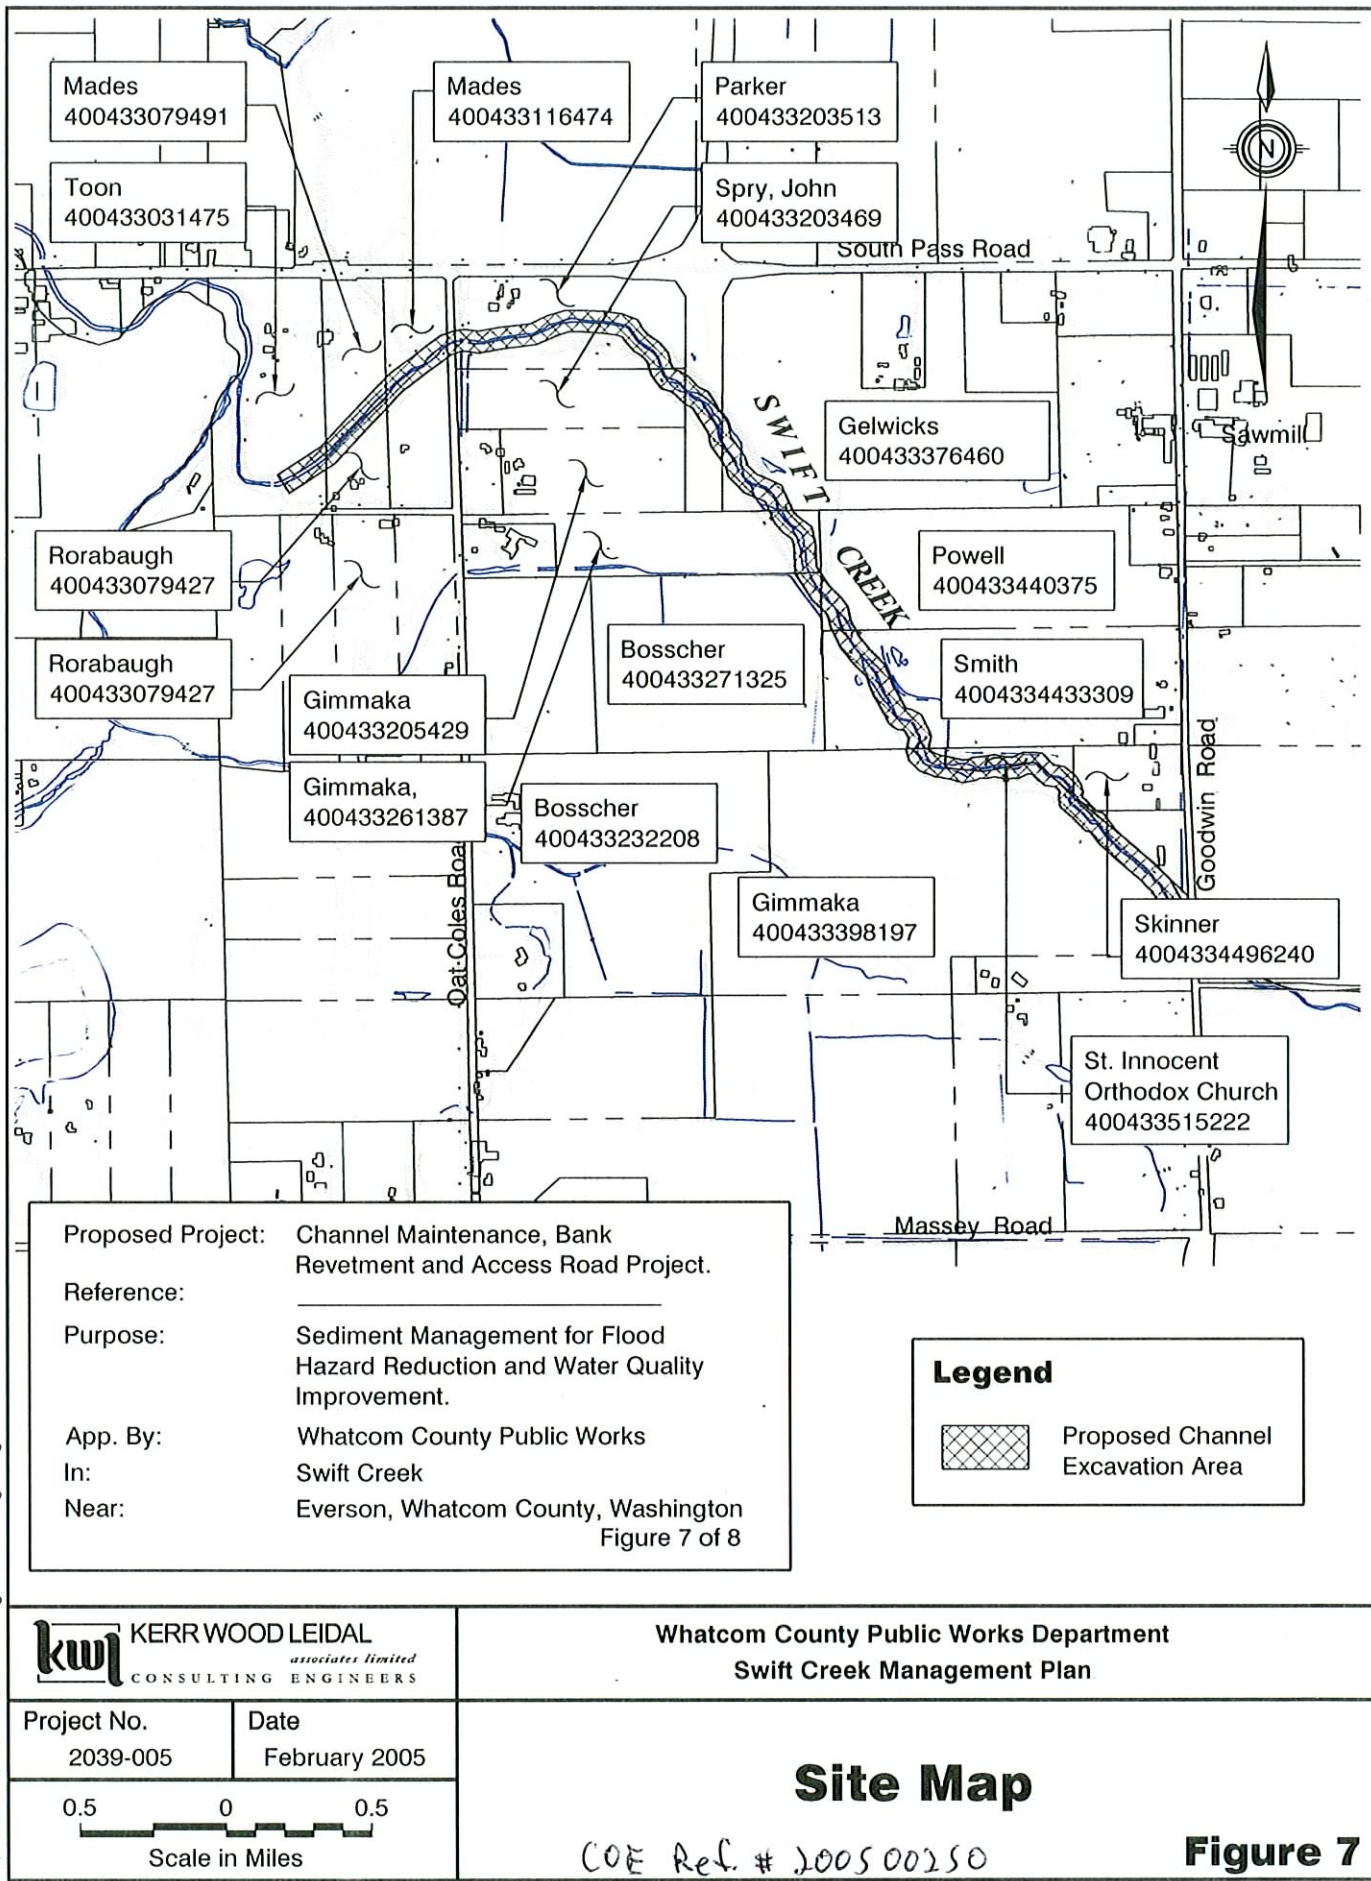 Mades
400433079491
Mades
400433116474
Parker
400433203513
Toon
400433031475
Spry, John
400433203469
N
South Pass Road
SWIFT
CREEK
Gelwicks
400433376460
Sawmill
Rorabaugh
400433079427
Powell
400433440375
Rorabaugh
400433079427
Bosscher
400433271325
Smith
4004334433309
Gimmaka
400433205429
Goodwin Road
Gimmaka,
400433261387
Bosscher
400433232208
Oat Coles Road
Gimmaka
400433398197
Skinner
4004334496240
St. Innocent
Orthodox Church
400433515222
Massey Road
Proposed Project: Channel Maintenance, Bank
Revetment and Access Road Project.
Reference:
Purpose: Sediment Management for Flood
Hazard Reduction and Water Quality
Improvement.
App. By: Whatcom County Public Works
In: Swift Creek
Near: Everson, Whatcom County, Washington
Figure 7 of 8
Legend
Proposed Channel
Excavation Area
kwl KERR WOOD LEIDAL
associates limited
CONSULTING ENGINEERS
Whatcom County Public Works Department
Swift Creek Management Plan
Project No.
2039-005
Date
February 2005
0.5 0 0.5
Scale in Miles
Site Map
COE Ref. # 200500250
Figure 7